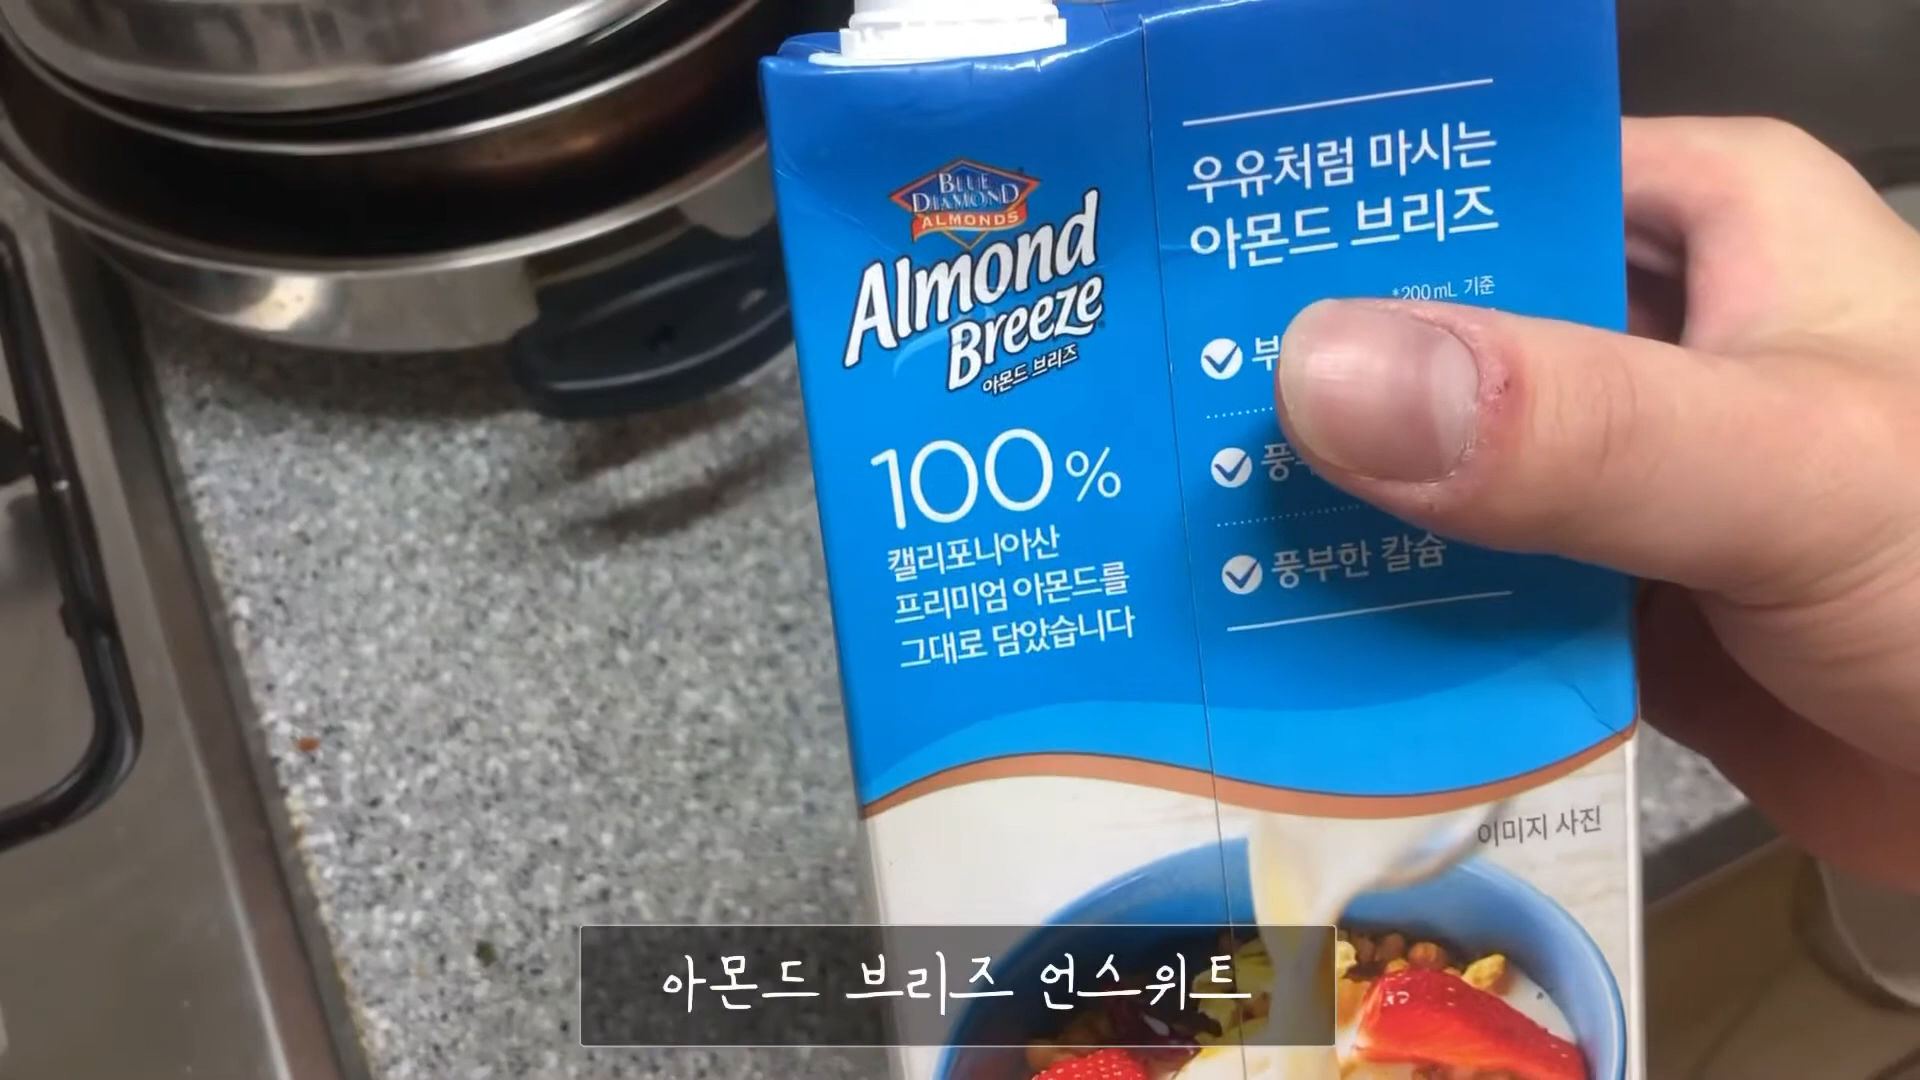 BLUE
DIAMOND
ALMONDS
Almond
Breeze
아몬드 브리즈
100%
캘리포니아산
프리미엄 아몬드를
그대로 담았습니다
우유처럼 마시는
아몬드 브리즈
*200mL 기준
풍부한 칼슘
이미지 사진
아몬드 브리즈 언스위트